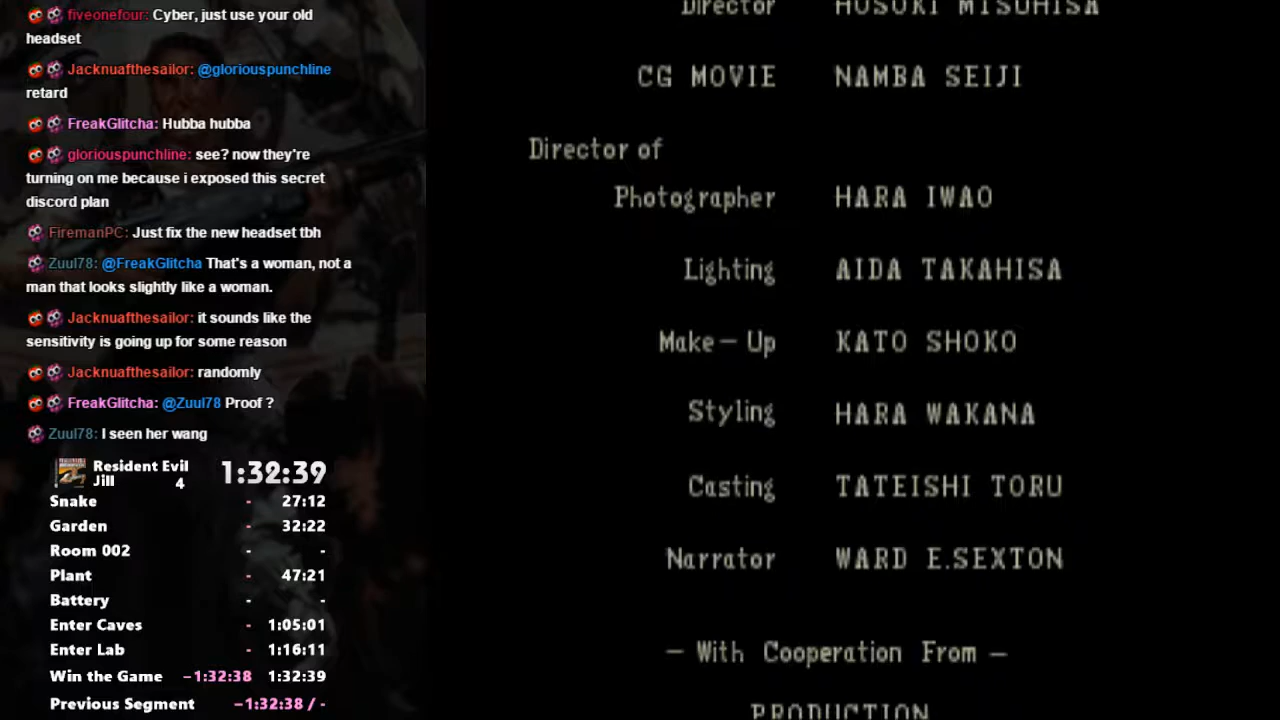 fiveonefour: Cyber, just use your old
headset
Jacknuafthesailor: @gloriouspunchline
retard
FreakGlitcha: Hubba hubba
gloriouspunchline: see? now they're
turning on me because i exposed this secret
discord plan
FiremanPC: Just fix the new headset tbh
Zuul78: @FreakGlitcha That's a woman, not a
man that looks slightly like a woman.
Jacknuafthesailor: it sounds like the
sensitivity is going up for some reason
Jacknuafthesailor: randomly
FreakGlitcha: @Zuul78 Proof ?
Zuul78: I seen her wang
Resident Evil
Jill 4 1:32:39
Snake - 27:12
Garden - 32:22
Room 002 - -
Plant - 47:21
Battery - -
Enter Caves - 1:05:01
Enter Lab - 1:16:11
Win the Game −1:32:38 1:32:39
Previous Segment −1:32:38 / -
Director HOSOKI MISUHISA
CG MOVIE NAMBA SEIJI
Director of
Photographer HARA IWAO
Lighting AIDA TAKAHISA
Make-Up KATO SHOKO
Styling HARA WAKANA
Casting TATEISHI TORU
Narrator WARD E.SEXTON
- With Cooperation From -
PRODUCTION